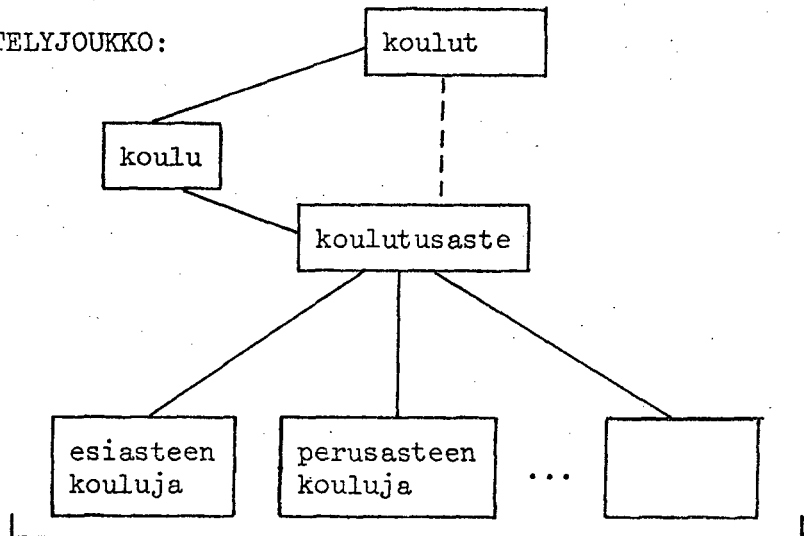 TELYJOUKKO:
koulut
koulu
koulutusaste
esiasteen
kouluja
perusasteen
kouluja
...